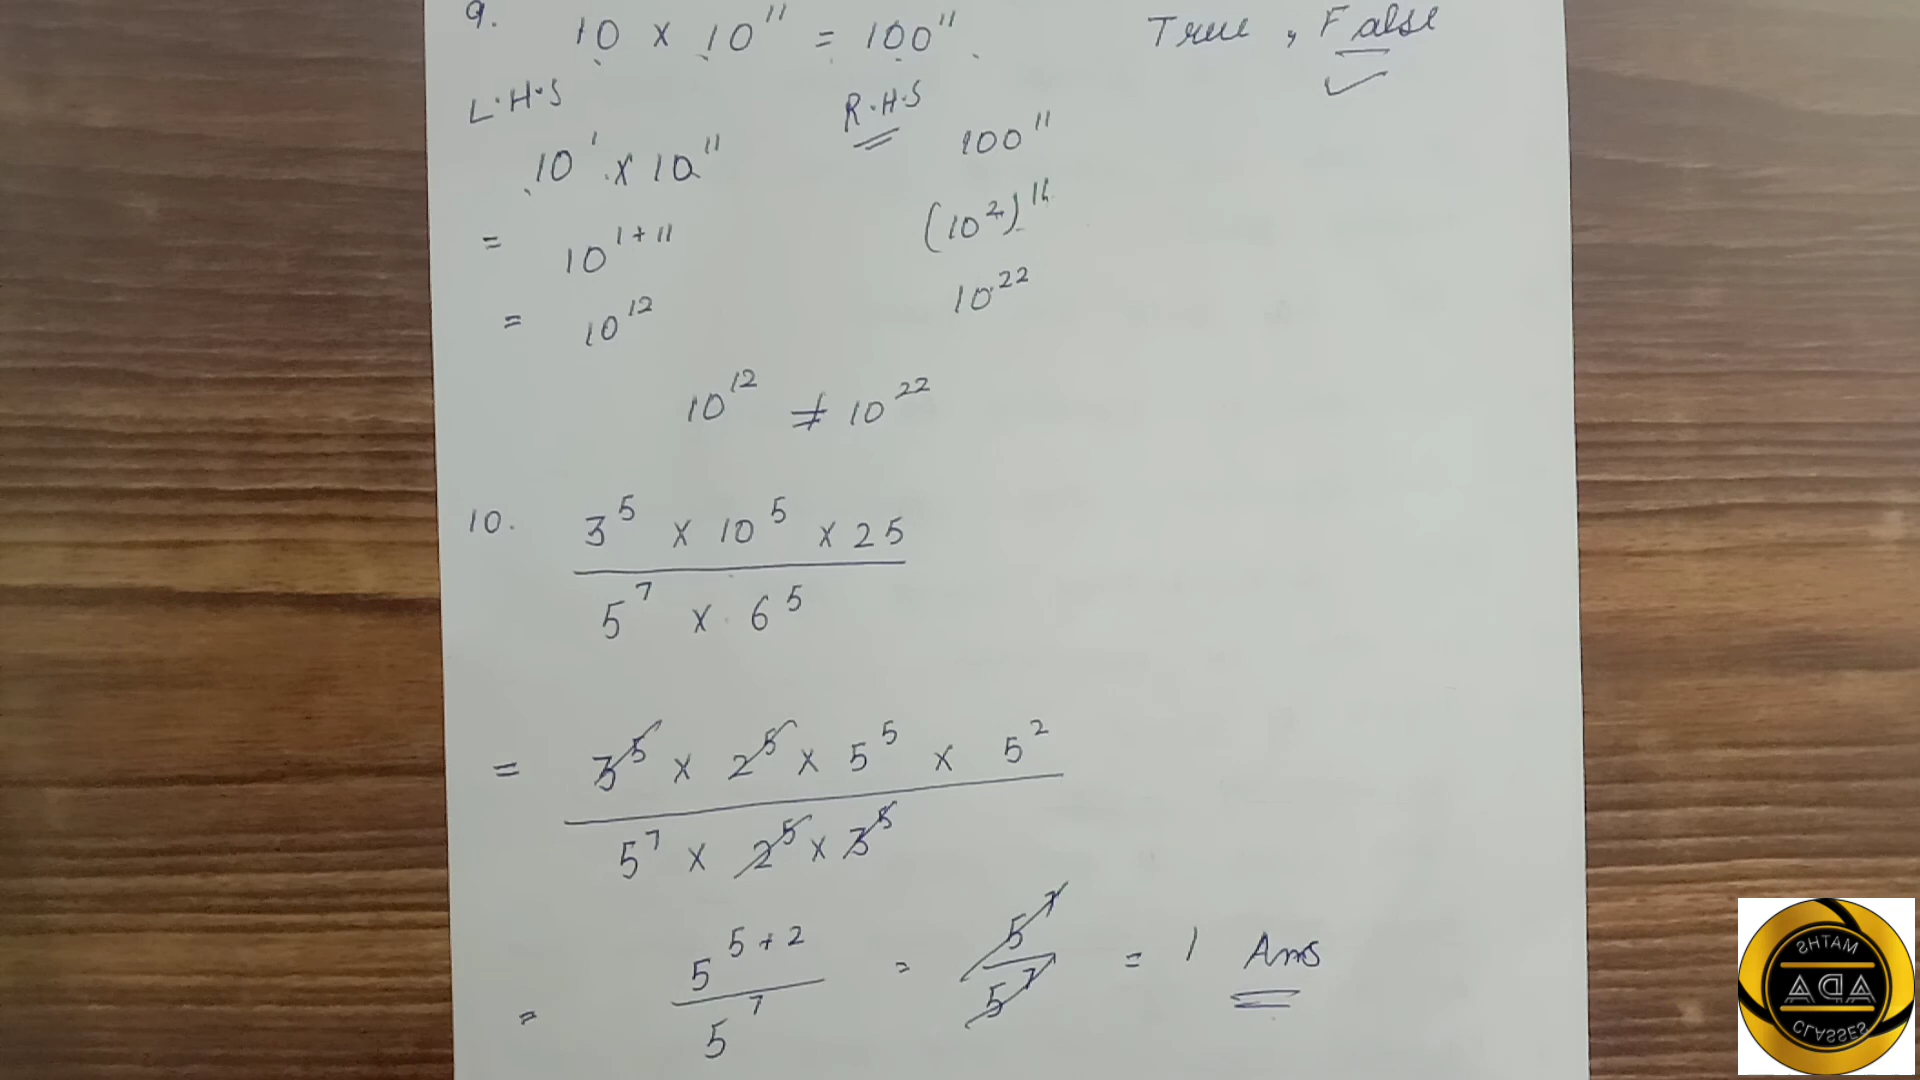 9. 10 × 10¹¹ = 100¹¹. True, False ✓
L.H.S R.H.S
10¹ × 10¹¹ 100¹¹
= 10¹⁺¹¹ (10²)¹¹
= 10¹² 10²²
10¹² ≠ 10²²
10. 3⁵ × 10⁵ × 25
5⁷ × 6⁵
= 3⁵ × 2⁵ × 5⁵ × 5²
5⁷ × 2⁵ × 3⁵
= 5⁵⁺² / 5⁷ = 5⁷ / 5⁷ = 1 Ans
MATHS
ADA
CLASSES